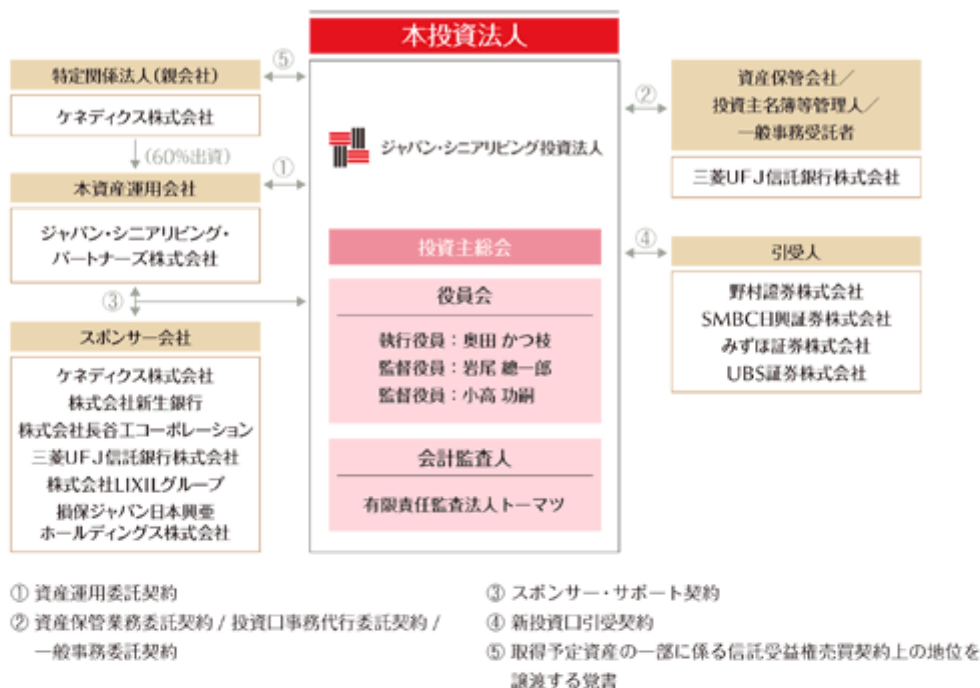 本投資法人
⑤
特定関係法人(親会社)
ケネディクス株式会社
(60%出資)
①
本資産運用会社
ジャパン・シニアリビング・
パートナーズ株式会社
③
スポンサー会社
ケネディクス株式会社
株式会社新生銀行
株式会社長谷工コーポレーション
三菱UFJ信託銀行株式会社
株式会社LIXILグループ
損保ジャパン日本興亜
ホールディングス株式会社
ジャパン・シニアリビング投資法人
投資主総会
役員会
執行役員：奥田 かつ枝
監督役員：岩尾 總一郎
監督役員：小高 功嗣
会計監査人
有限責任監査法人トーマツ
②
資産保管会社／
投資主名簿等管理人／
一般事務受託者
三菱UFJ信託銀行株式会社
④
引受人
野村證券株式会社
SMBC日興証券株式会社
みずほ証券株式会社
UBS証券株式会社
① 資産運用委託契約
② 資産保管業務委託契約 / 投資口事務代行委託契約 /
一般事務委託契約
③ スポンサー・サポート契約
④ 新投資口引受契約
⑤ 取得予定資産の一部に係る信託受益権売買契約上の地位を
譲渡する覚書